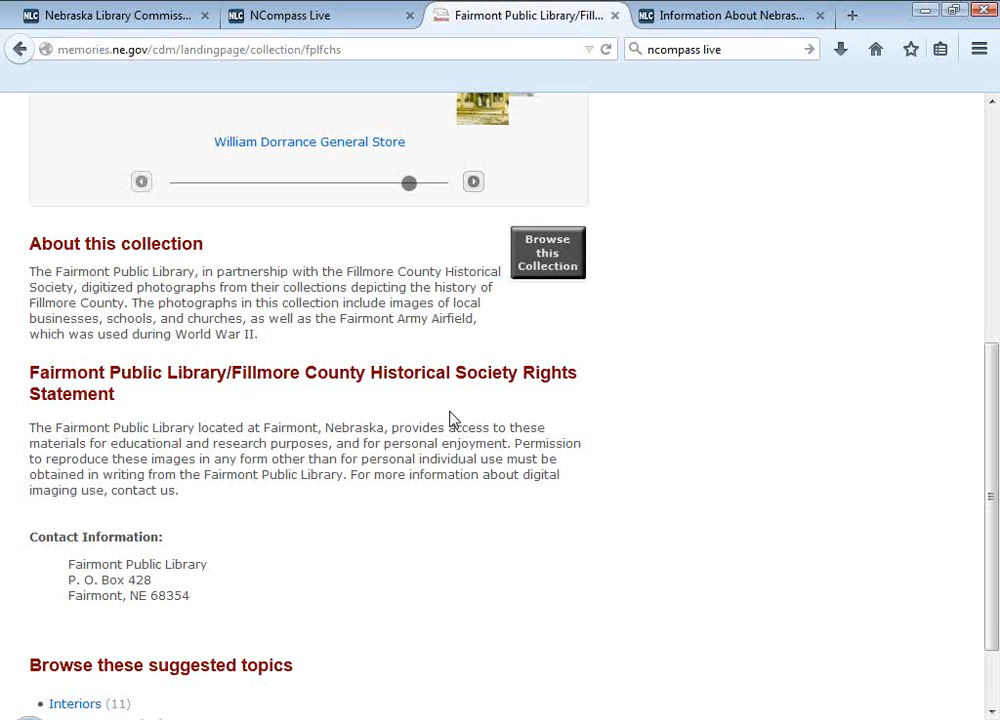 Nebraska Library Commiss...
NCompass Live
Fairmont Public Library/Fill...
Information About Nebras...
memories.ne.gov/cdm/landingpage/collection/fplfchs
ncompass live
William Dorrance General Store
About this collection
Browse
this
Collection
The Fairmont Public Library, in partnership with the Fillmore County Historical
Society, digitized photographs from their collections depicting the history of
Fillmore County. The photographs in this collection include images of local
businesses, schools, and churches, as well as the Fairmont Army Airfield,
which was used during World War II.
Fairmont Public Library/Fillmore County Historical Society Rights
Statement
The Fairmont Public Library located at Fairmont, Nebraska, provides access to these
materials for educational and research purposes, and for personal enjoyment. Permission
to reproduce these images in any form other than for personal individual use must be
obtained in writing from the Fairmont Public Library. For more information about digital
imaging use, contact us.
Contact Information:
Fairmont Public Library
P. O. Box 428
Fairmont, NE 68354
Browse these suggested topics
• Interiors (11)